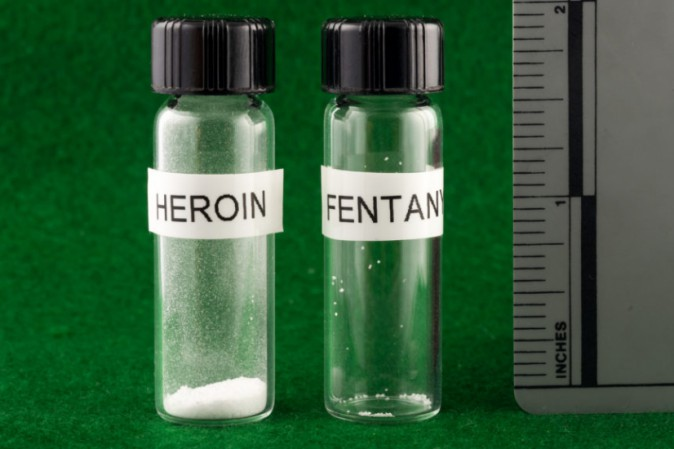 HEROIN
FENTANY
2
1
INCHES